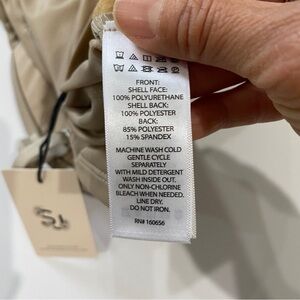 FRONT:
SHELL FACE:
100% POLYURETHANE
SHELL BACK:
100% POLYESTER
BACK:
85% POLYESTER
15% SPANDEX
MACHINE WASH COLD
GENTLE CYCLE
SEPARATELY
WITH MILD DETERGENT
WASH INSIDE OUT.
ONLY NON-CHLORINE
BLEACH WHEN NEEDED.
LINE DRY.
DO NOT IRON.
RN# 160656